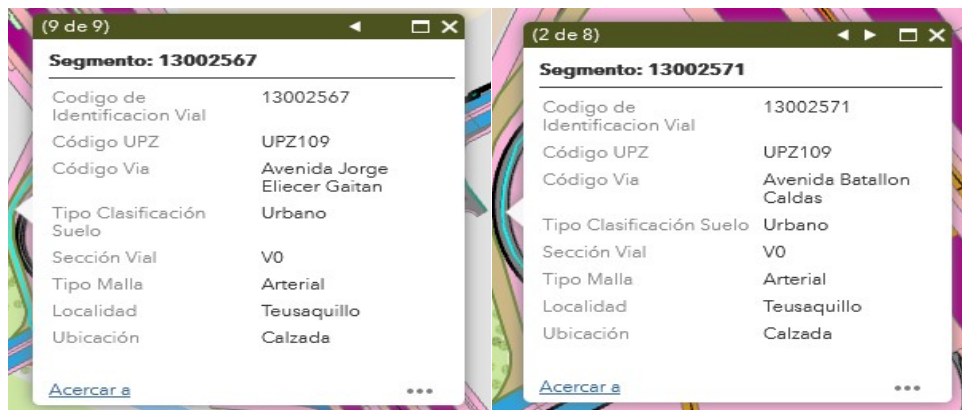 (9 de 9)
Segmento: 13002567
Codigo de Identificacion Vial 13002567
Código UPZ UPZ109
Código Via Avenida Jorge Eliecer Gaitan
Tipo Clasificación Suelo Urbano
Sección Vial V0
Tipo Malla Arterial
Localidad Teusaquillo
Ubicación Calzada
Acercar a
(2 de 8)
Segmento: 13002571
Codigo de Identificacion Vial 13002571
Código UPZ UPZ109
Código Via Avenida Batallon Caldas
Tipo Clasificación Suelo Urbano
Sección Vial V0
Tipo Malla Arterial
Localidad Teusaquillo
Ubicación Calzada
Acercar a